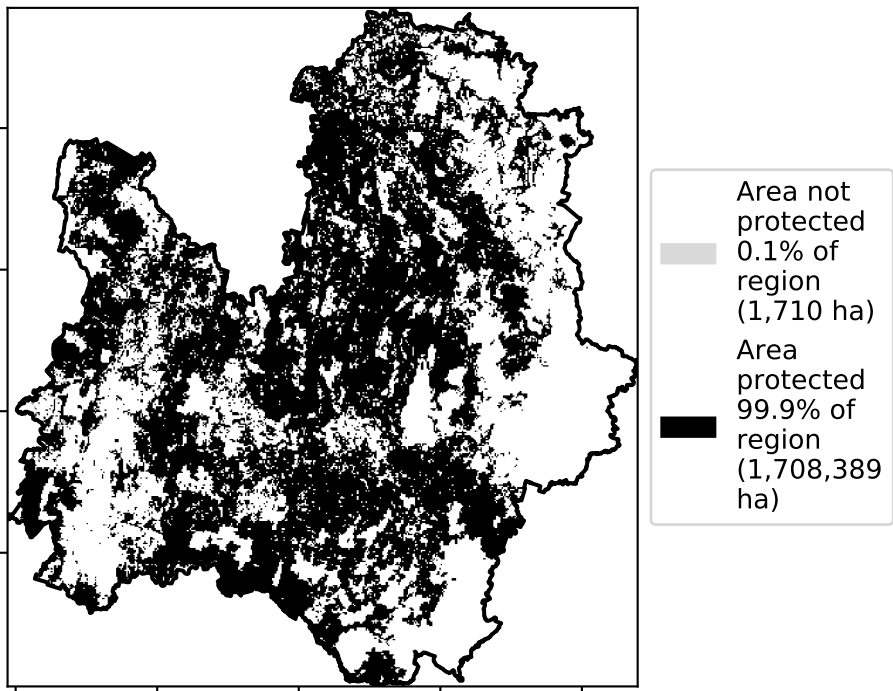 Area not
protected
0.1% of
region
(1,710 ha)
Area
protected
99.9% of
region
(1,708,389
ha)